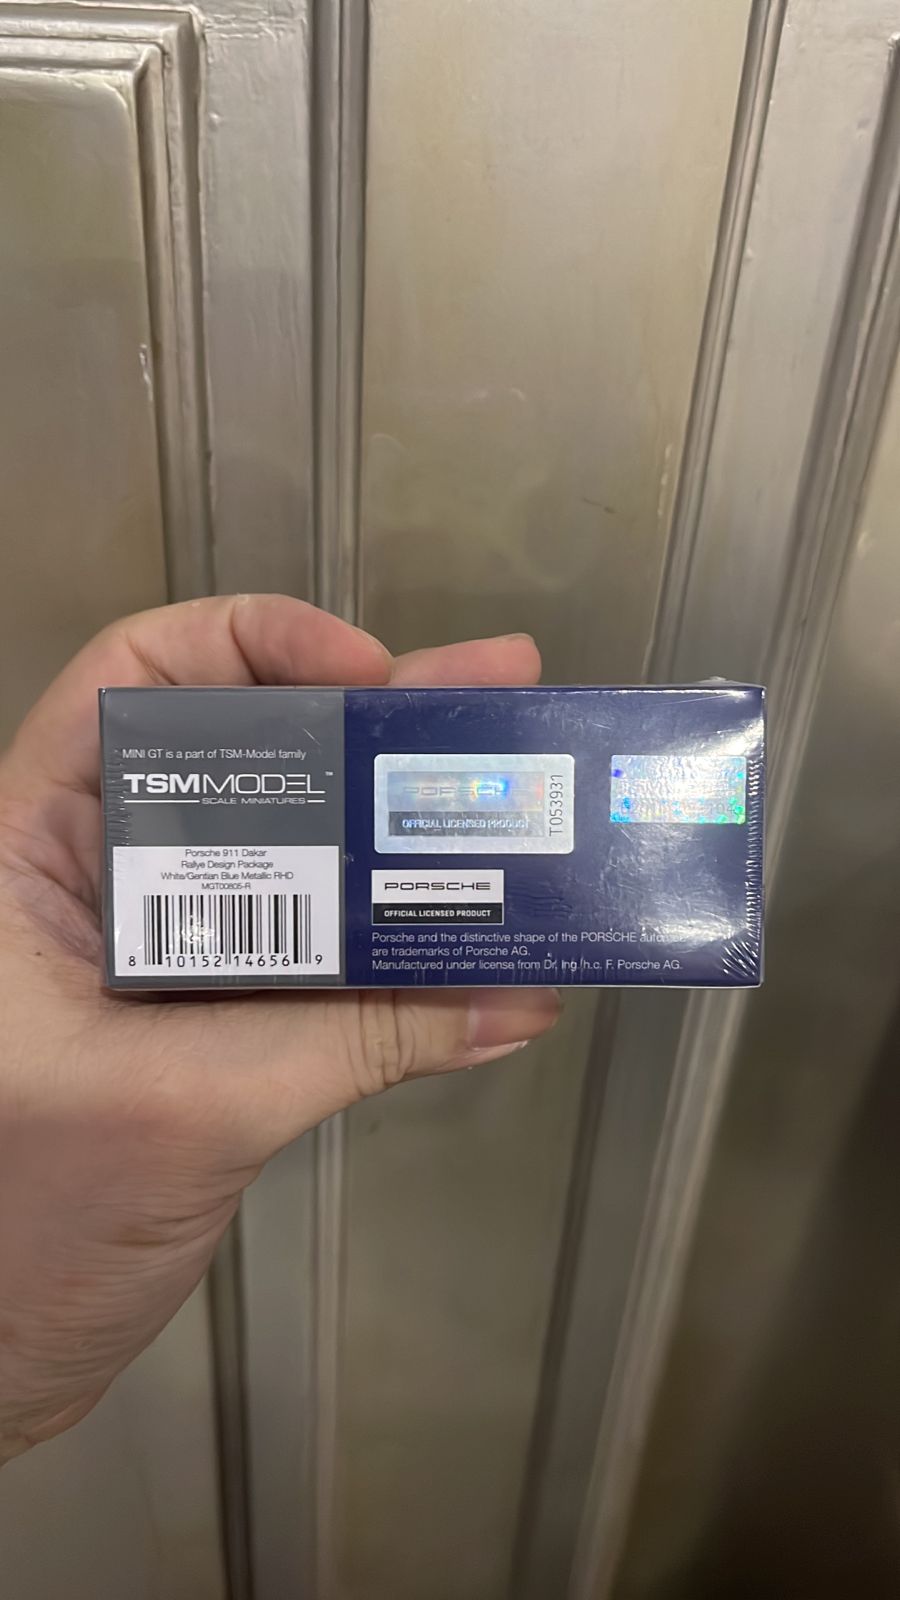 MINI GT is a part of TSM-Model family
TSMMODEL™
SCALE MINIATURES
Porsche 911 Dakar
Rallye Design Package
White/Gentian Blue Metallic RHD
MGT00805-R
8 10152 14656 9
PORSCHE
OFFICIAL LICENSED PRODUCT
T053931
PORSCHE
OFFICIAL LICENSED PRODUCT
Porsche and the distinctive shape of the PORSCHE
are trademarks of Porsche AG.
Manufactured under license from Dr. Ing. h.c. F. Porsche AG.